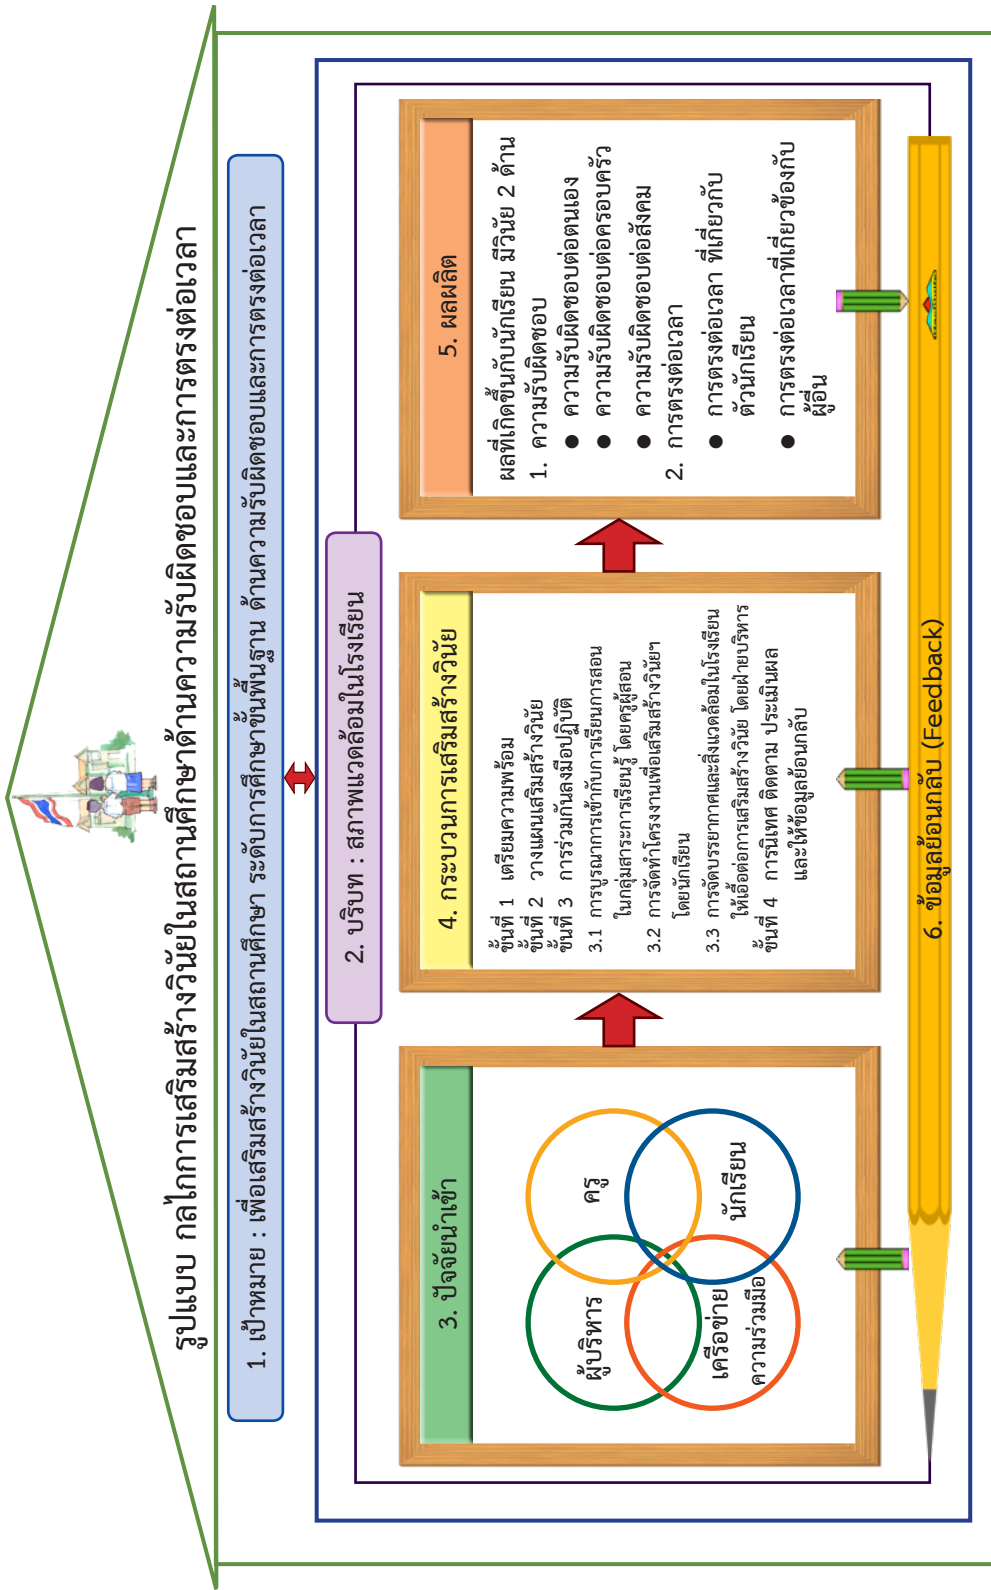 รูปแบบ กลไกการเสริมสร้างวินัยในสถานศึกษาด้านความรับผิดชอบและการตรงต่อเวลา
1. เป้าหมาย : เพื่อเสริมสร้างวินัยในสถานศึกษา ระดับการศึกษาขั้นพื้นฐาน ด้านความรับผิดชอบและการตรงต่อเวลา
2. บริบท : สภาพแวดล้อมในโรงเรียน
3. ปัจจัยนำเข้า
ผู้บริหาร
ครู
เครือข่าย
ความร่วมมือ
นักเรียน
4. กระบวนการเสริมสร้างวินัย
ขั้นที่ 1 เตรียมความพร้อม
ขั้นที่ 2 วางแผนเสริมสร้างวินัย
ขั้นที่ 3 การร่วมกันลงมือปฏิบัติ
3.1 การบูรณาการเข้ากับการเรียนการสอน
ในกลุ่มสาระการเรียนรู้ โดยครูผู้สอน
3.2 การจัดทำโครงงานเพื่อเสริมสร้างวินัยฯ
โดยนักเรียน
3.3 การจัดบรรยากาศและสิ่งแวดล้อมในโรงเรียน
ให้เอื้อต่อการเสริมสร้างวินัย โดยฝ่ายบริหาร
ขั้นที่ 4 การนิเทศ ติดตาม ประเมินผล
และให้ข้อมูลย้อนกลับ
5. ผลผลิต
ผลที่เกิดขึ้นกับนักเรียน มีวินัย 2 ด้าน
1. ความรับผิดชอบ
● ความรับผิดชอบต่อตนเอง
● ความรับผิดชอบต่อครอบครัว
● ความรับผิดชอบต่อสังคม
2. การตรงต่อเวลา
● การตรงต่อเวลา ที่เกี่ยวกับ
ตัวนักเรียน
● การตรงต่อเวลาที่เกี่ยวข้องกับ
ผู้อื่น
6. ข้อมูลย้อนกลับ (Feedback)